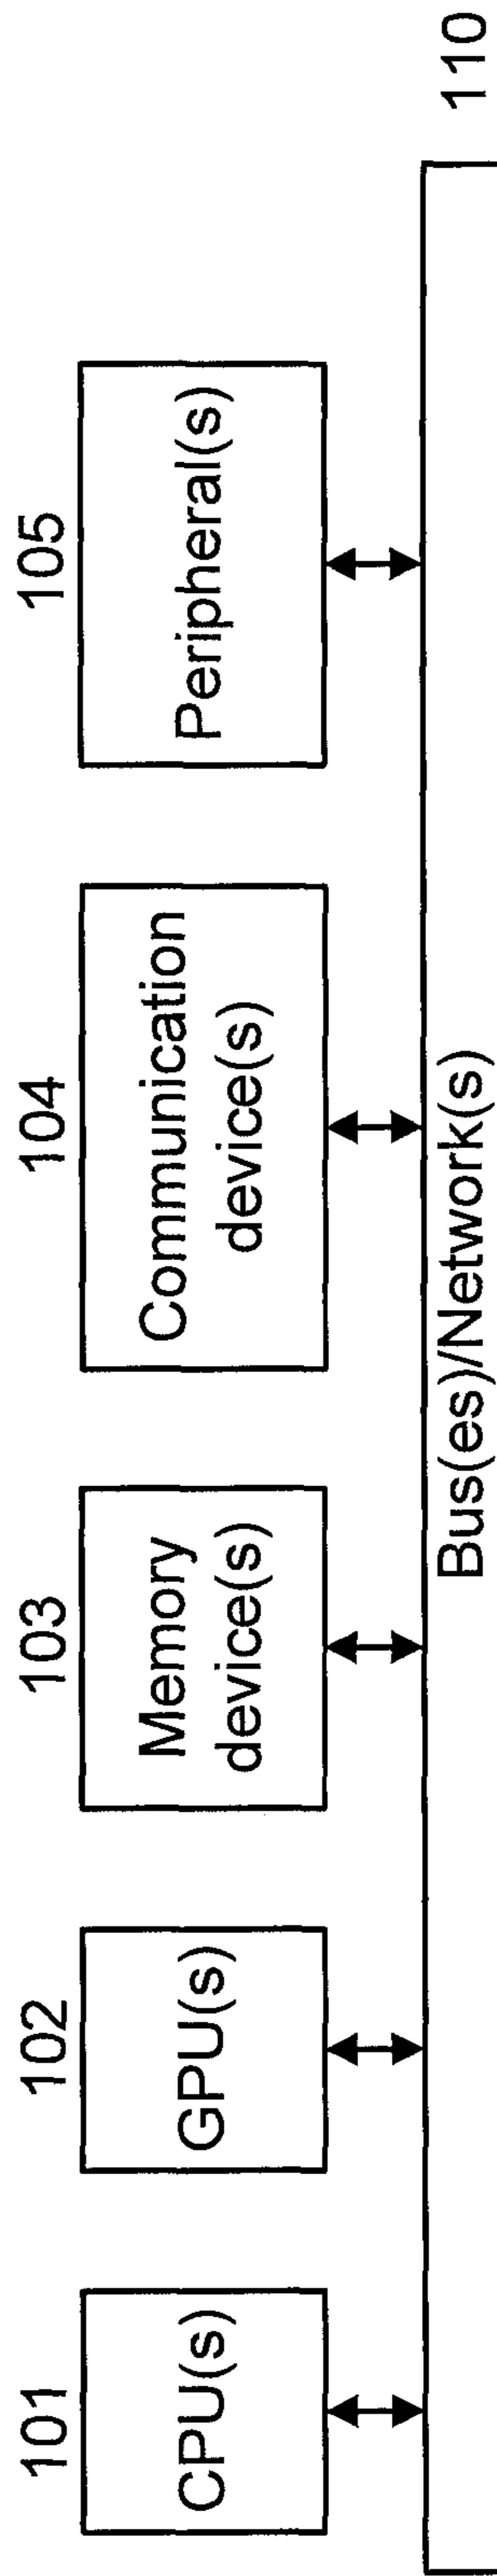 101
102
103
104
105
CPU(s)
GPU(s)
Memory
device(s)
Communication
device(s)
Peripheral(s)
Bus(es)/Network(s)
110